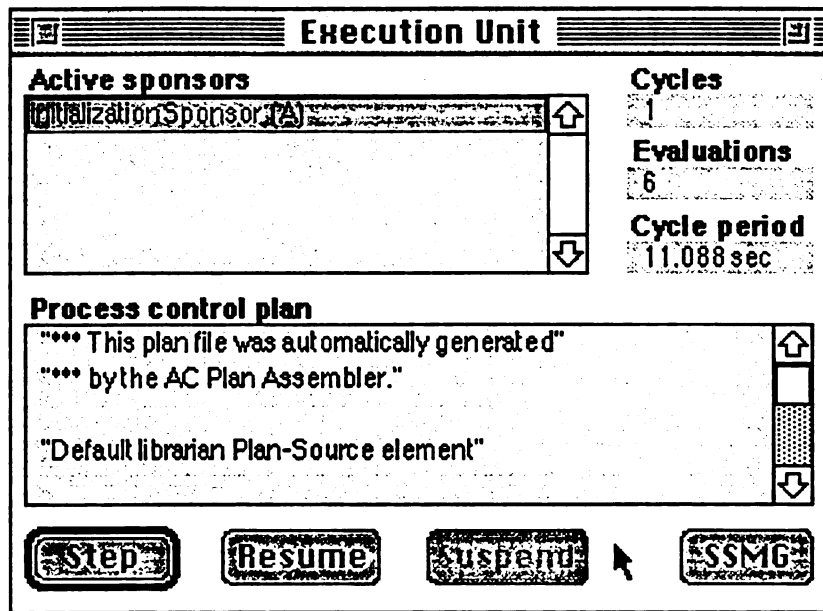 Execution Unit
Active sponsors
InitializationSponsor (A)
Cycles
1
Evaluations
6
Cycle period
11.088 sec
Process control plan
"*** This plan file was automatically generated"
"*** by the AC Plan Assembler."
"Default librarian Plan-Source element"
Step
Resume
Suspend
SSMG